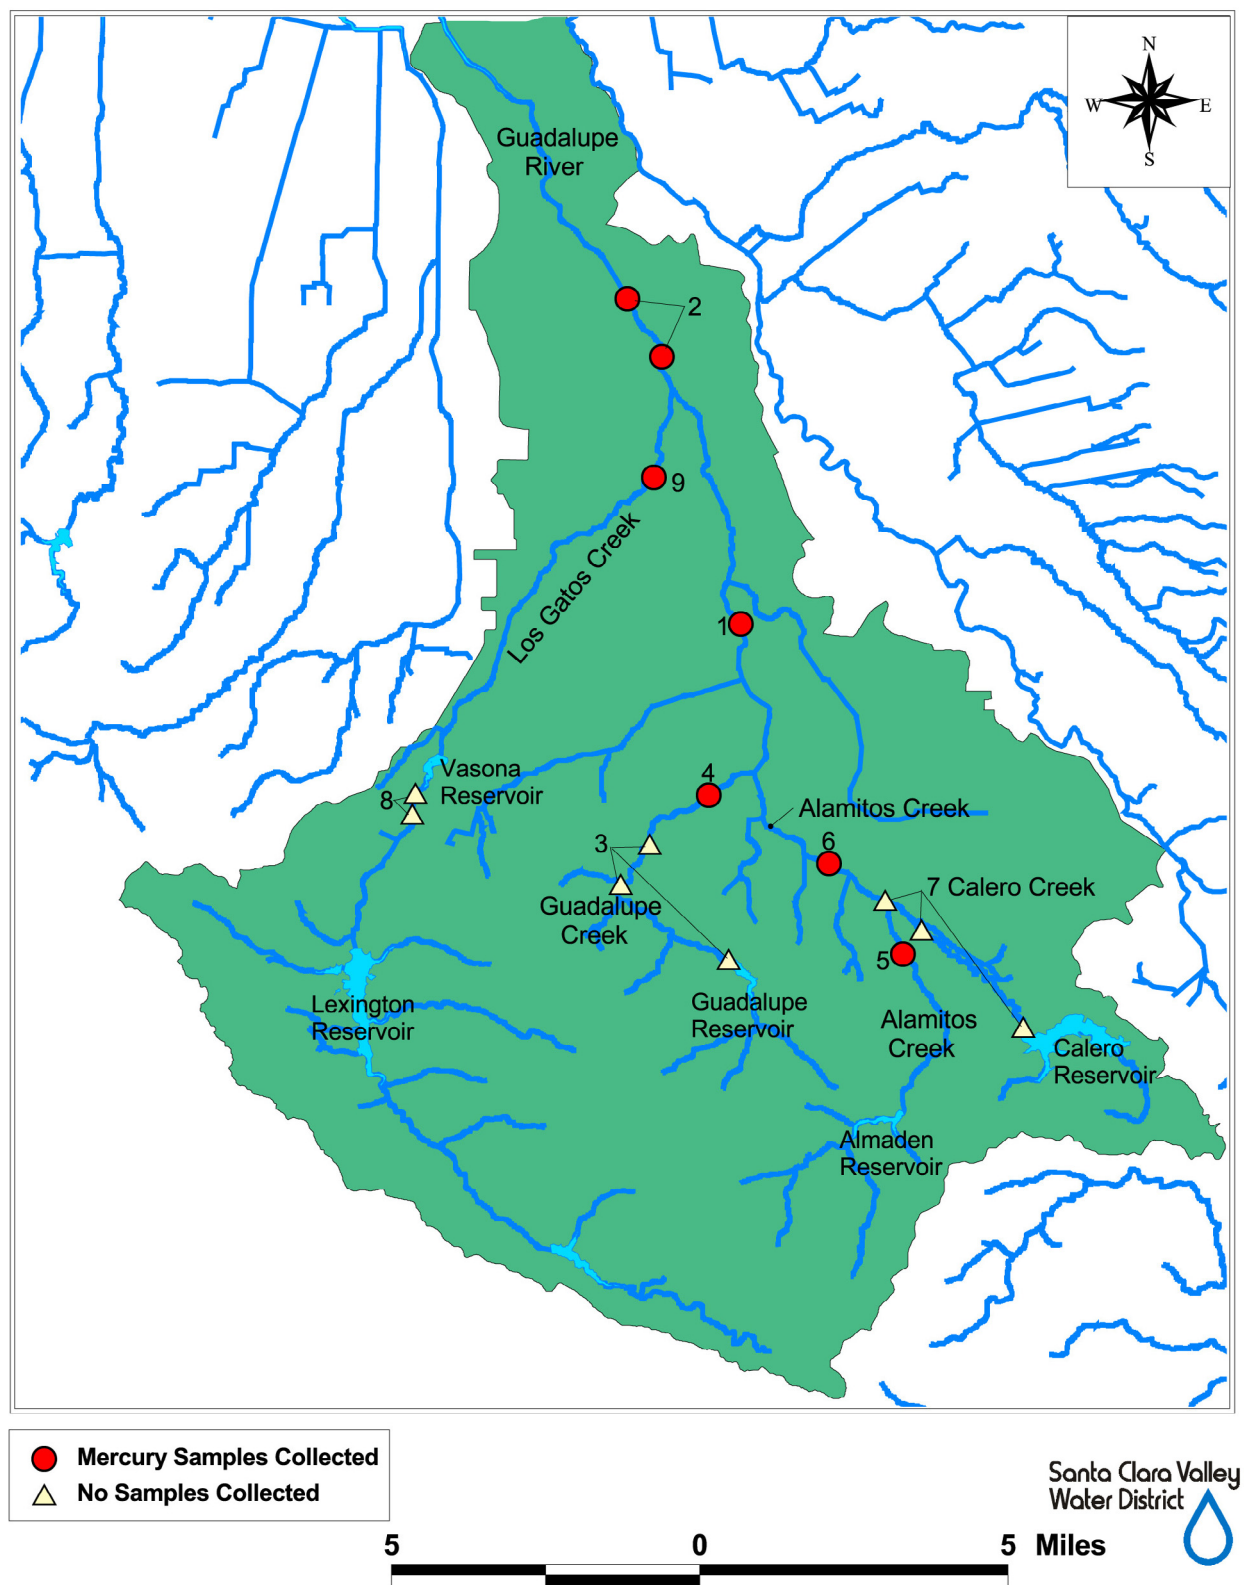 N
W
E
S
Guadalupe
River
2
9
Los Gatos Creek
1
Vasona
Reservoir
8
4
Alamitos Creek
3
6
7 Calero Creek
Guadalupe
Creek
5
Lexington
Reservoir
Guadalupe
Reservoir
Alamitos
Creek
Calero
Reservoir
Almaden
Reservoir
Mercury Samples Collected
No Samples Collected
Santa Clara Valley
Water District
5 0 5 Miles